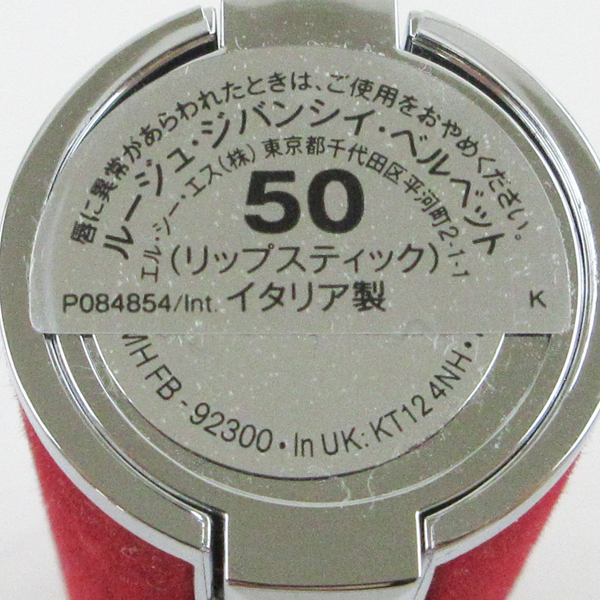 唇に異常があらわれたときは、ご使用をおやめください。
ルージュ・ジバンシイ・ベルベット
エル・シー・エス(株) 東京都千代田区平河町2-1-1
50
(リップスティック)
P084854/Int. イタリア製 K
MH FB - 92300 • In UK: KT12 4NH •